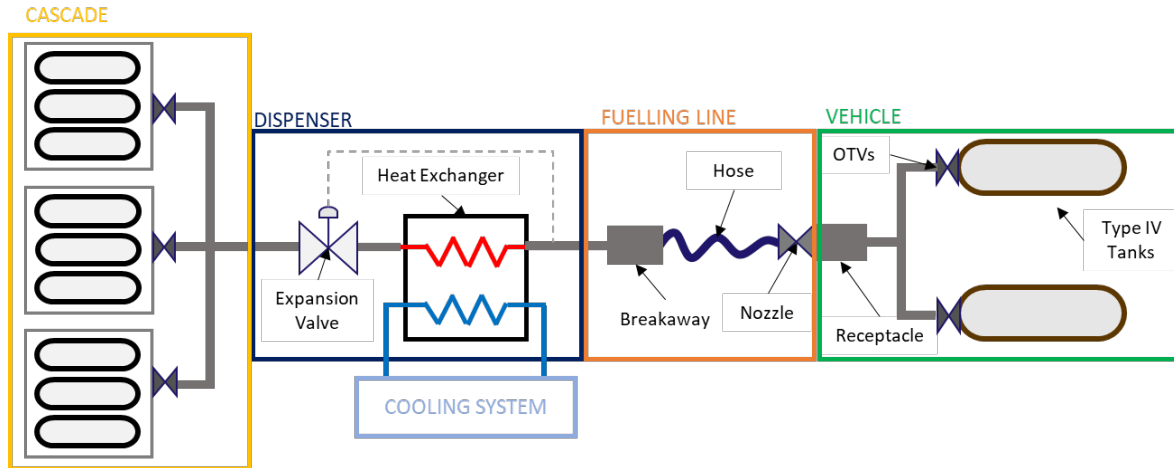 CASCADE
DISPENSER
FUELLING LINE
VEHICLE
OTVs
Heat Exchanger
Hose
Type IV
Tanks
Expansion
Valve
Breakaway
Nozzle
Receptacle
COOLING SYSTEM